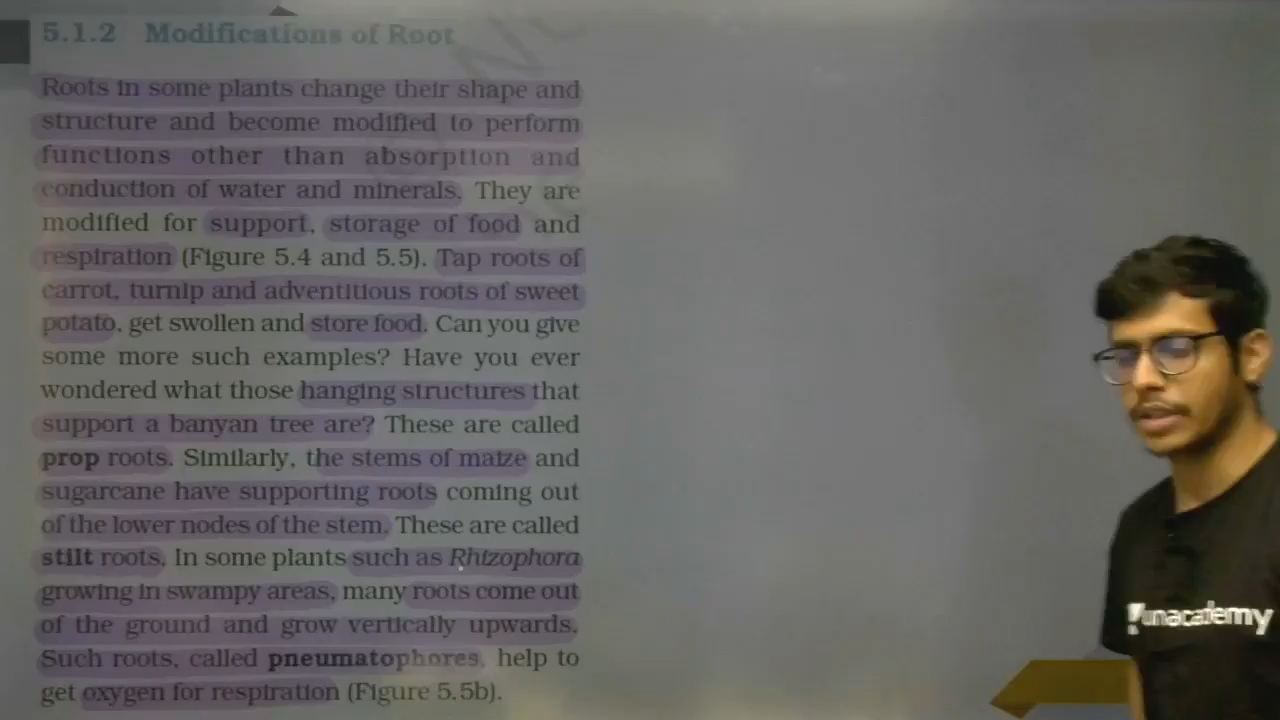 5.1.2 Modifications of Root
Roots in some plants change their shape and
structure and become modified to perform
functions other than absorption and
conduction of water and minerals. They are
modified for support, storage of food and
respiration (Figure 5.4 and 5.5). Tap roots of
carrot, turnip and adventitious roots of sweet
potato, get swollen and store food. Can you give
some more such examples? Have you ever
wondered what those hanging structures that
support a banyan tree are? These are called
prop roots. Similarly, the stems of maize and
sugarcane have supporting roots coming out
of the lower nodes of the stem. These are called
stilt roots. In some plants such as Rhizophora
growing in swampy areas, many roots come out
of the ground and grow vertically upwards.
Such roots, called pneumatophores, help to
get oxygen for respiration (Figure 5.5b).
unacademy